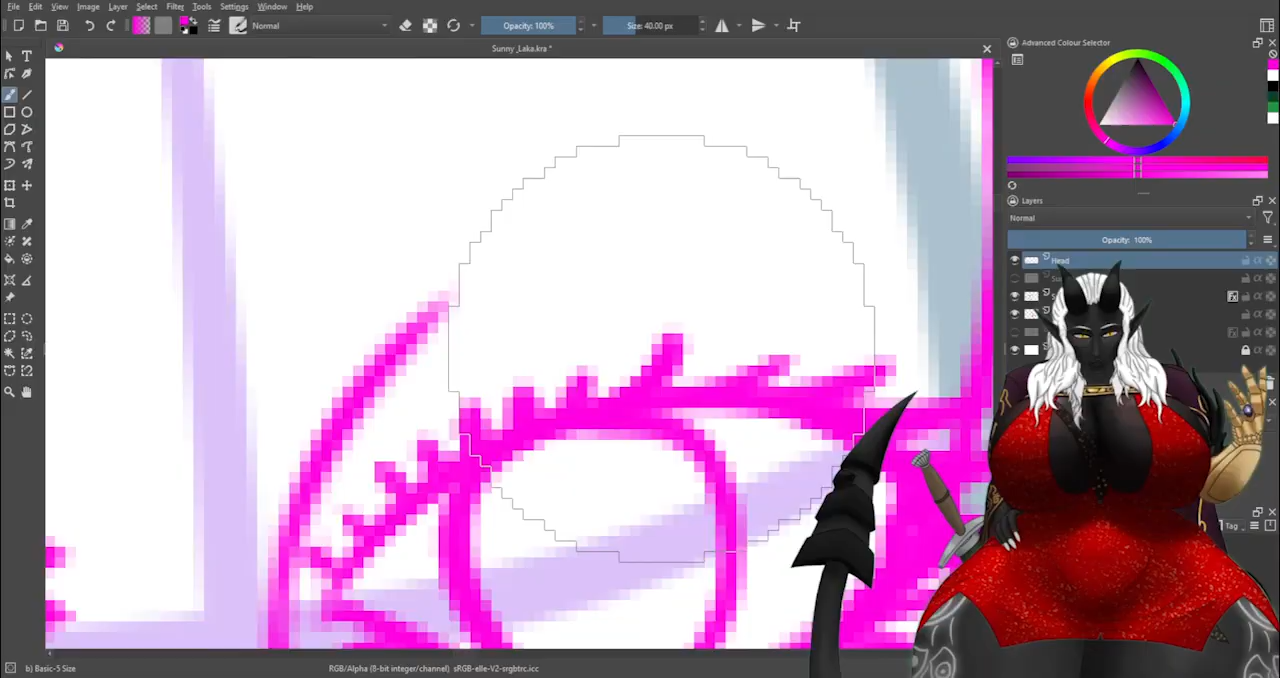 File Edit View Image Layer Select Filter Tools Settings Window Help
Normal Opacity: 100% Size: 40.00 px
Sunny_Laka.kra *
Advanced Colour Selector
Layers
Normal
Opacity: 100%
Head
Tag
b) Basic-5 Size RGB/Alpha (8-bit integer/channel) sRGB-elle-V2-srgbtrc.icc